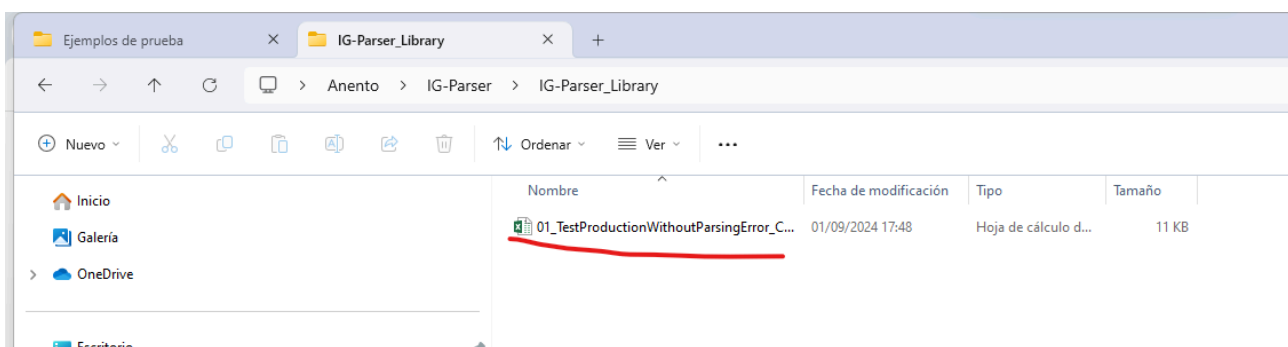 Ejemplos de prueba
IG-Parser_Library
Anento > IG-Parser > IG-Parser_Library
Nuevo
Ordenar
Ver
Inicio
Galería
OneDrive
Escritorio
Nombre
Fecha de modificación
Tipo
Tamaño
01_TestProductionWithoutParsingError_C...
01/09/2024 17:48
Hoja de cálculo d...
11 KB